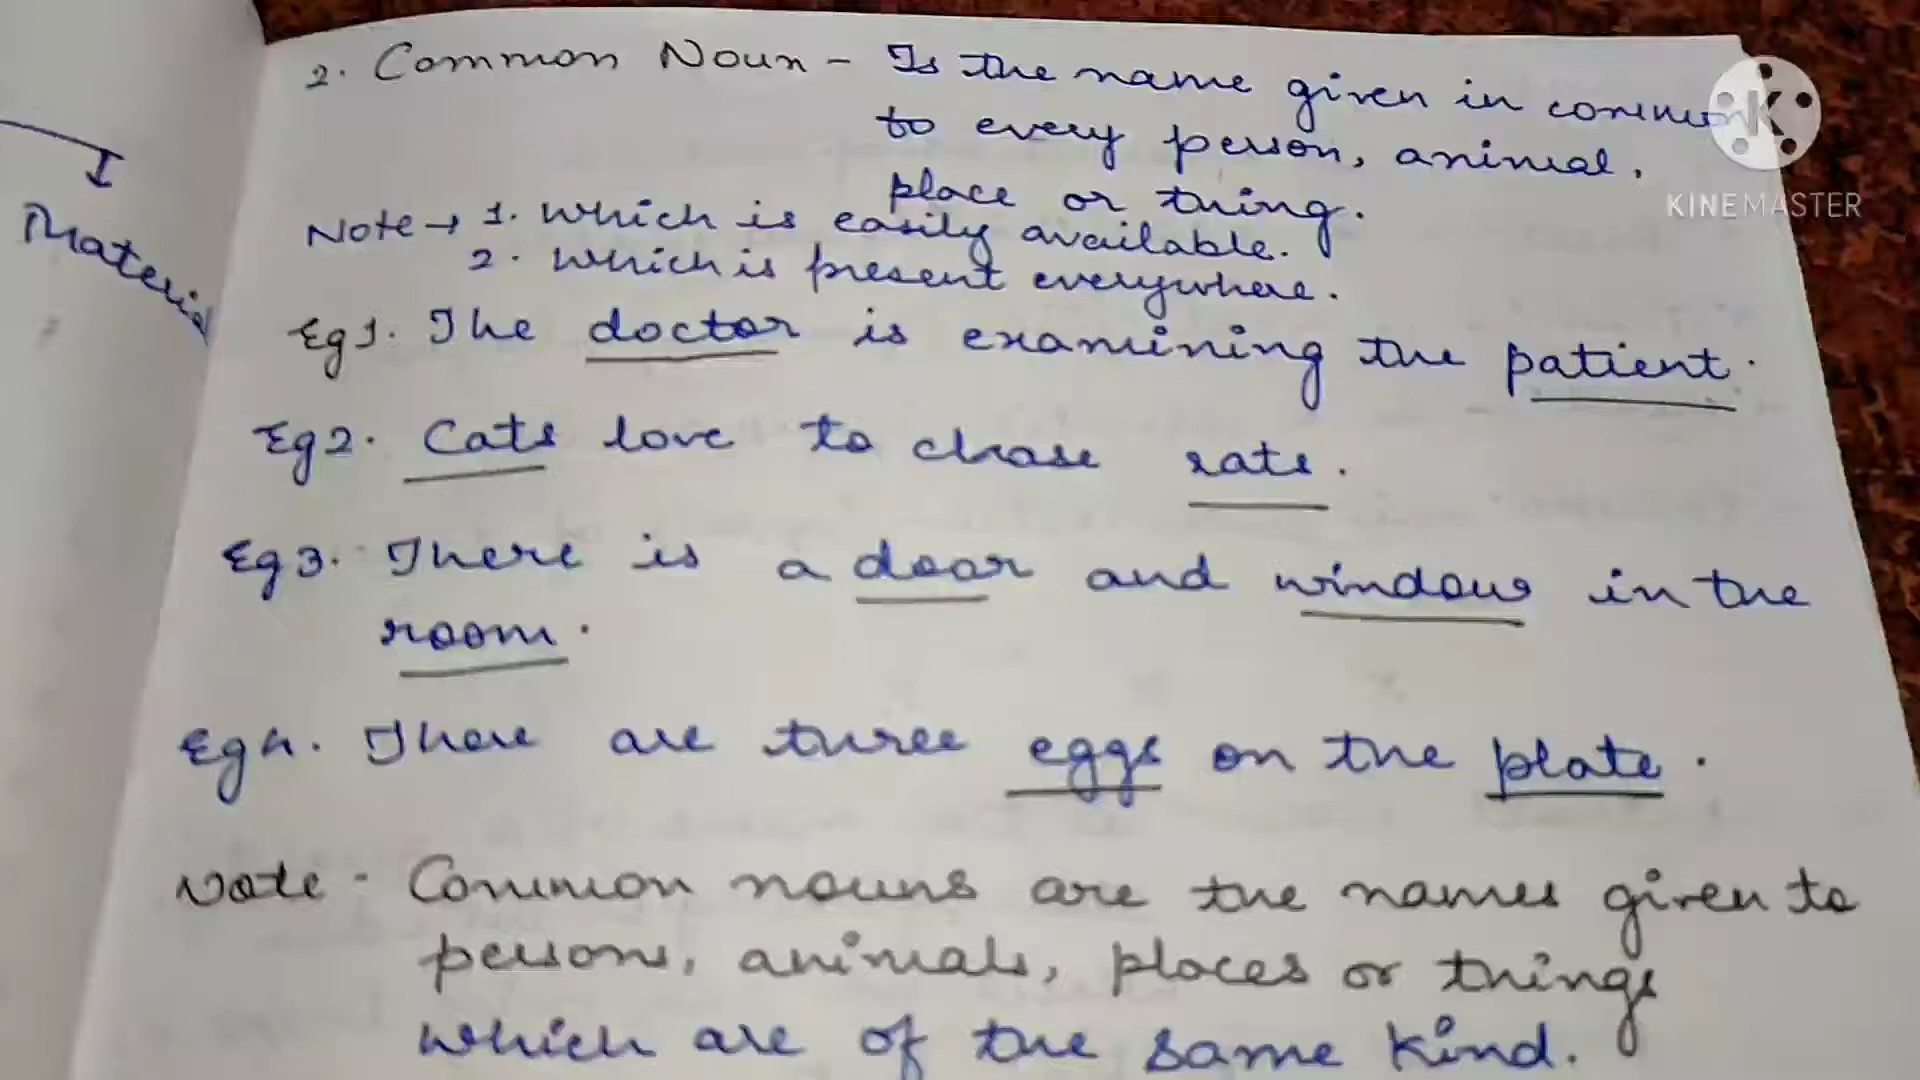 2. Common Noun - Is the name given in common
to every person, animal,
place or thing.
Note → 1. Which is easily available.
2. Which is present everywhere.
Eg1. The doctor is examining the patient.
Eg2. Cats love to chase rats.
Eg3. There is a door and window in the
room.
Eg4. There are three eggs on the plate.
Note - Common nouns are the names given to
persons, animals, places or things
which are of the same kind.
Material
KINEMASTER